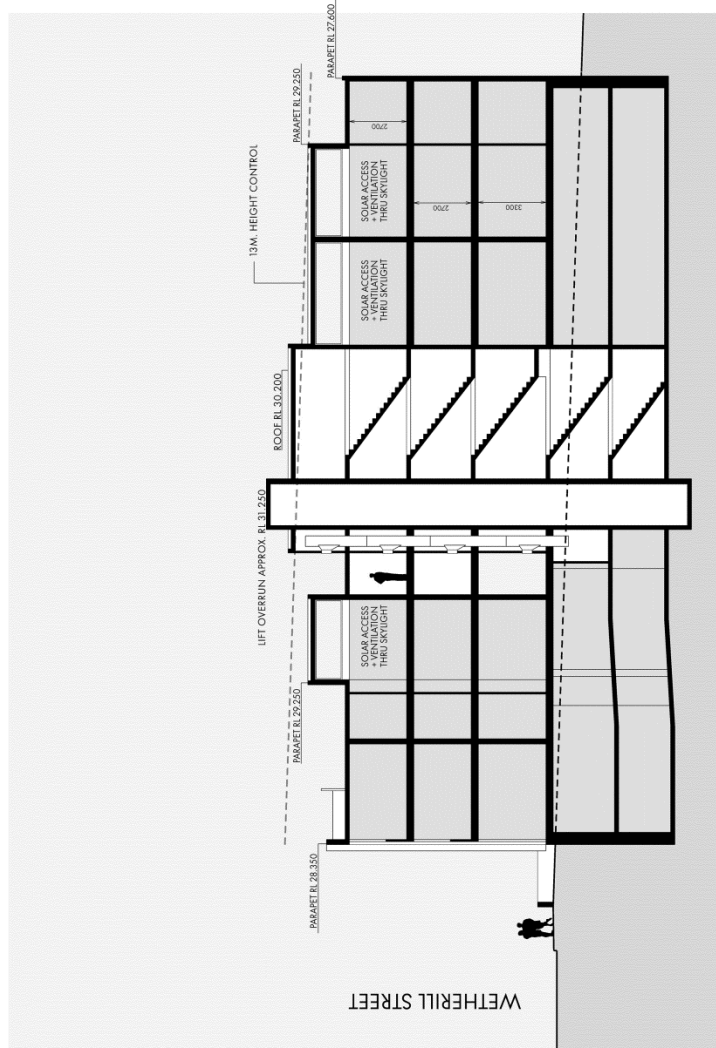 PARAPET RL 28.350
PARAPET RL 29.250
LIFT OVERRUN APPROX. RL 31.250
ROOF RL 30.200
13M. HEIGHT CONTROL
PARAPET RL 29.250
PARAPET RL 27.600
SOLAR ACCESS
+ VENTILATION
THRU SKYLIGHT
SOLAR ACCESS
+ VENTILATION
THRU SKYLIGHT
SOLAR ACCESS
+ VENTILATION
THRU SKYLIGHT
2700
2700
3300
WETHERILL STREET